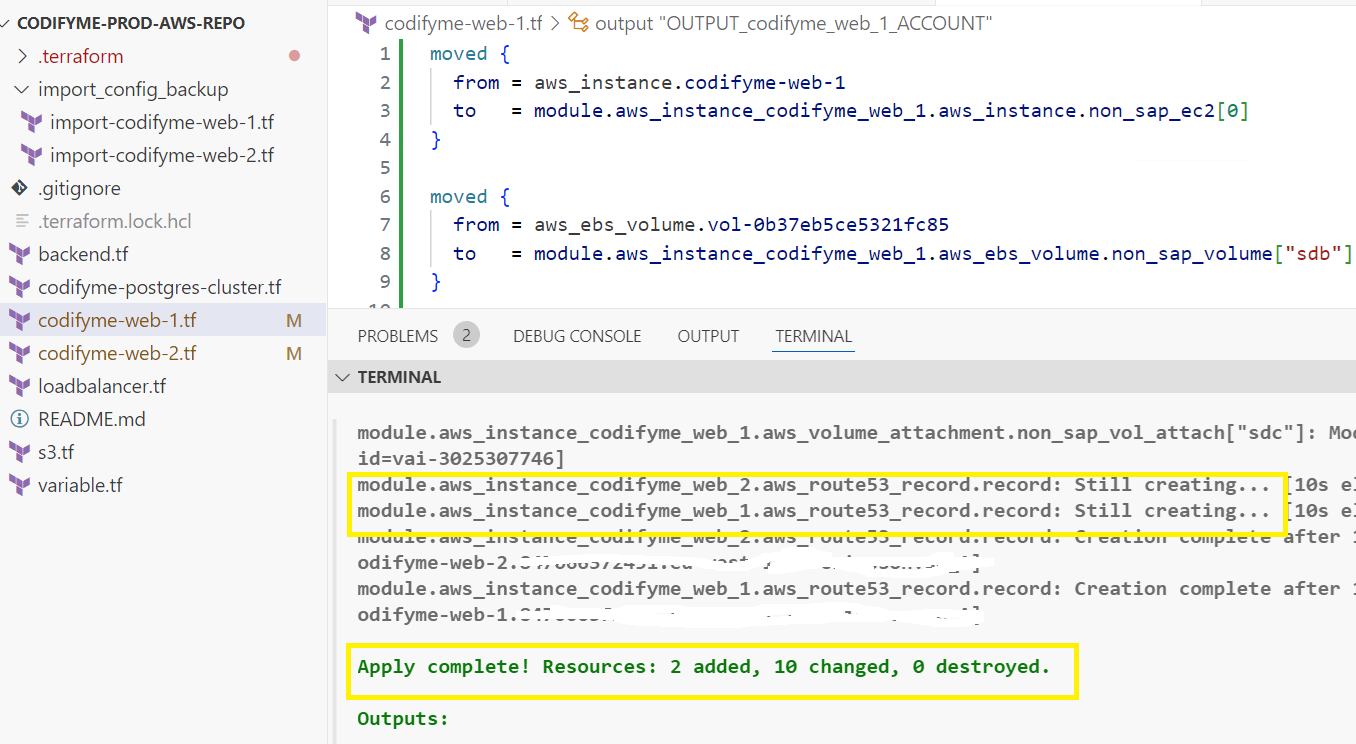 CODIFYME-PROD-AWS-REPO
.terraform
import_config_backup
import-codifyme-web-1.tf
import-codifyme-web-2.tf
.gitignore
.terraform.lock.hcl
backend.tf
codifyme-postgres-cluster.tf
codifyme-web-1.tf M
codifyme-web-2.tf M
loadbalancer.tf
README.md
s3.tf
variable.tf
codifyme-web-1.tf > output "OUTPUT_codifyme_web_1_ACCOUNT"
1 moved {
2 from = aws_instance.codifyme-web-1
3 to = module.aws_instance_codifyme_web_1.aws_instance.non_sap_ec2[0]
4 }
5
6 moved {
7 from = aws_ebs_volume.vol-0b37eb5ce5321fc85
8 to = module.aws_instance_codifyme_web_1.aws_ebs_volume.non_sap_volume["sdb"]
9 }
10
PROBLEMS 2 DEBUG CONSOLE OUTPUT TERMINAL
TERMINAL
module.aws_instance_codifyme_web_1.aws_volume_attachment.non_sap_vol_attach["sdc"]: Mo
id=vai-3025307746]
module.aws_instance_codifyme_web_2.aws_route53_record.record: Still creating... [10s e
module.aws_instance_codifyme_web_1.aws_route53_record.record: Still creating... [10s e
module.aws_instance_codifyme_web_2.aws_route53_record.record: Creation complete after 1
odifyme-web-2.
module.aws_instance_codifyme_web_1.aws_route53_record.record: Creation complete after 1
odifyme-web-1.
Apply complete! Resources: 2 added, 10 changed, 0 destroyed.
Outputs: